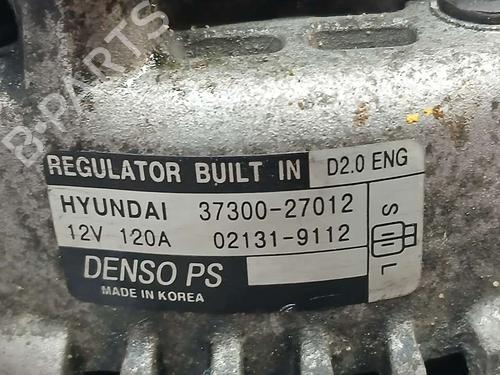 B-PARTS
REGULATOR BUILT IN D2.0 ENG
HYUNDAI 37300-27012
12V 120A 02131-9112
DENSO PS
MADE IN KOREA
S
L